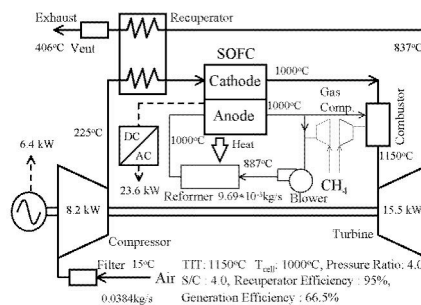 Exhaust
Recuperator
406°C
Vent
837°C
SOFC
Cathode
1000°C
Gas
Comp.
Combustor
Anode
1000°C
225°C
1000°C
DC
AC
Heat
1150°C
6.4 kW
887°C
CH4
23.6 kW
Reformer
9.69*10-3kg/s
Blower
8.2 kW
15.5 kW
Compressor
Turbine
Filter
15°C
Air
0.0384kg/s
TIT: 1150°C Tcell: 1000°C, Pressure Ratio: 4.0
S/C : 4.0, Recuperator Efficiency : 95%,
Generation Efficiency : 66.5%